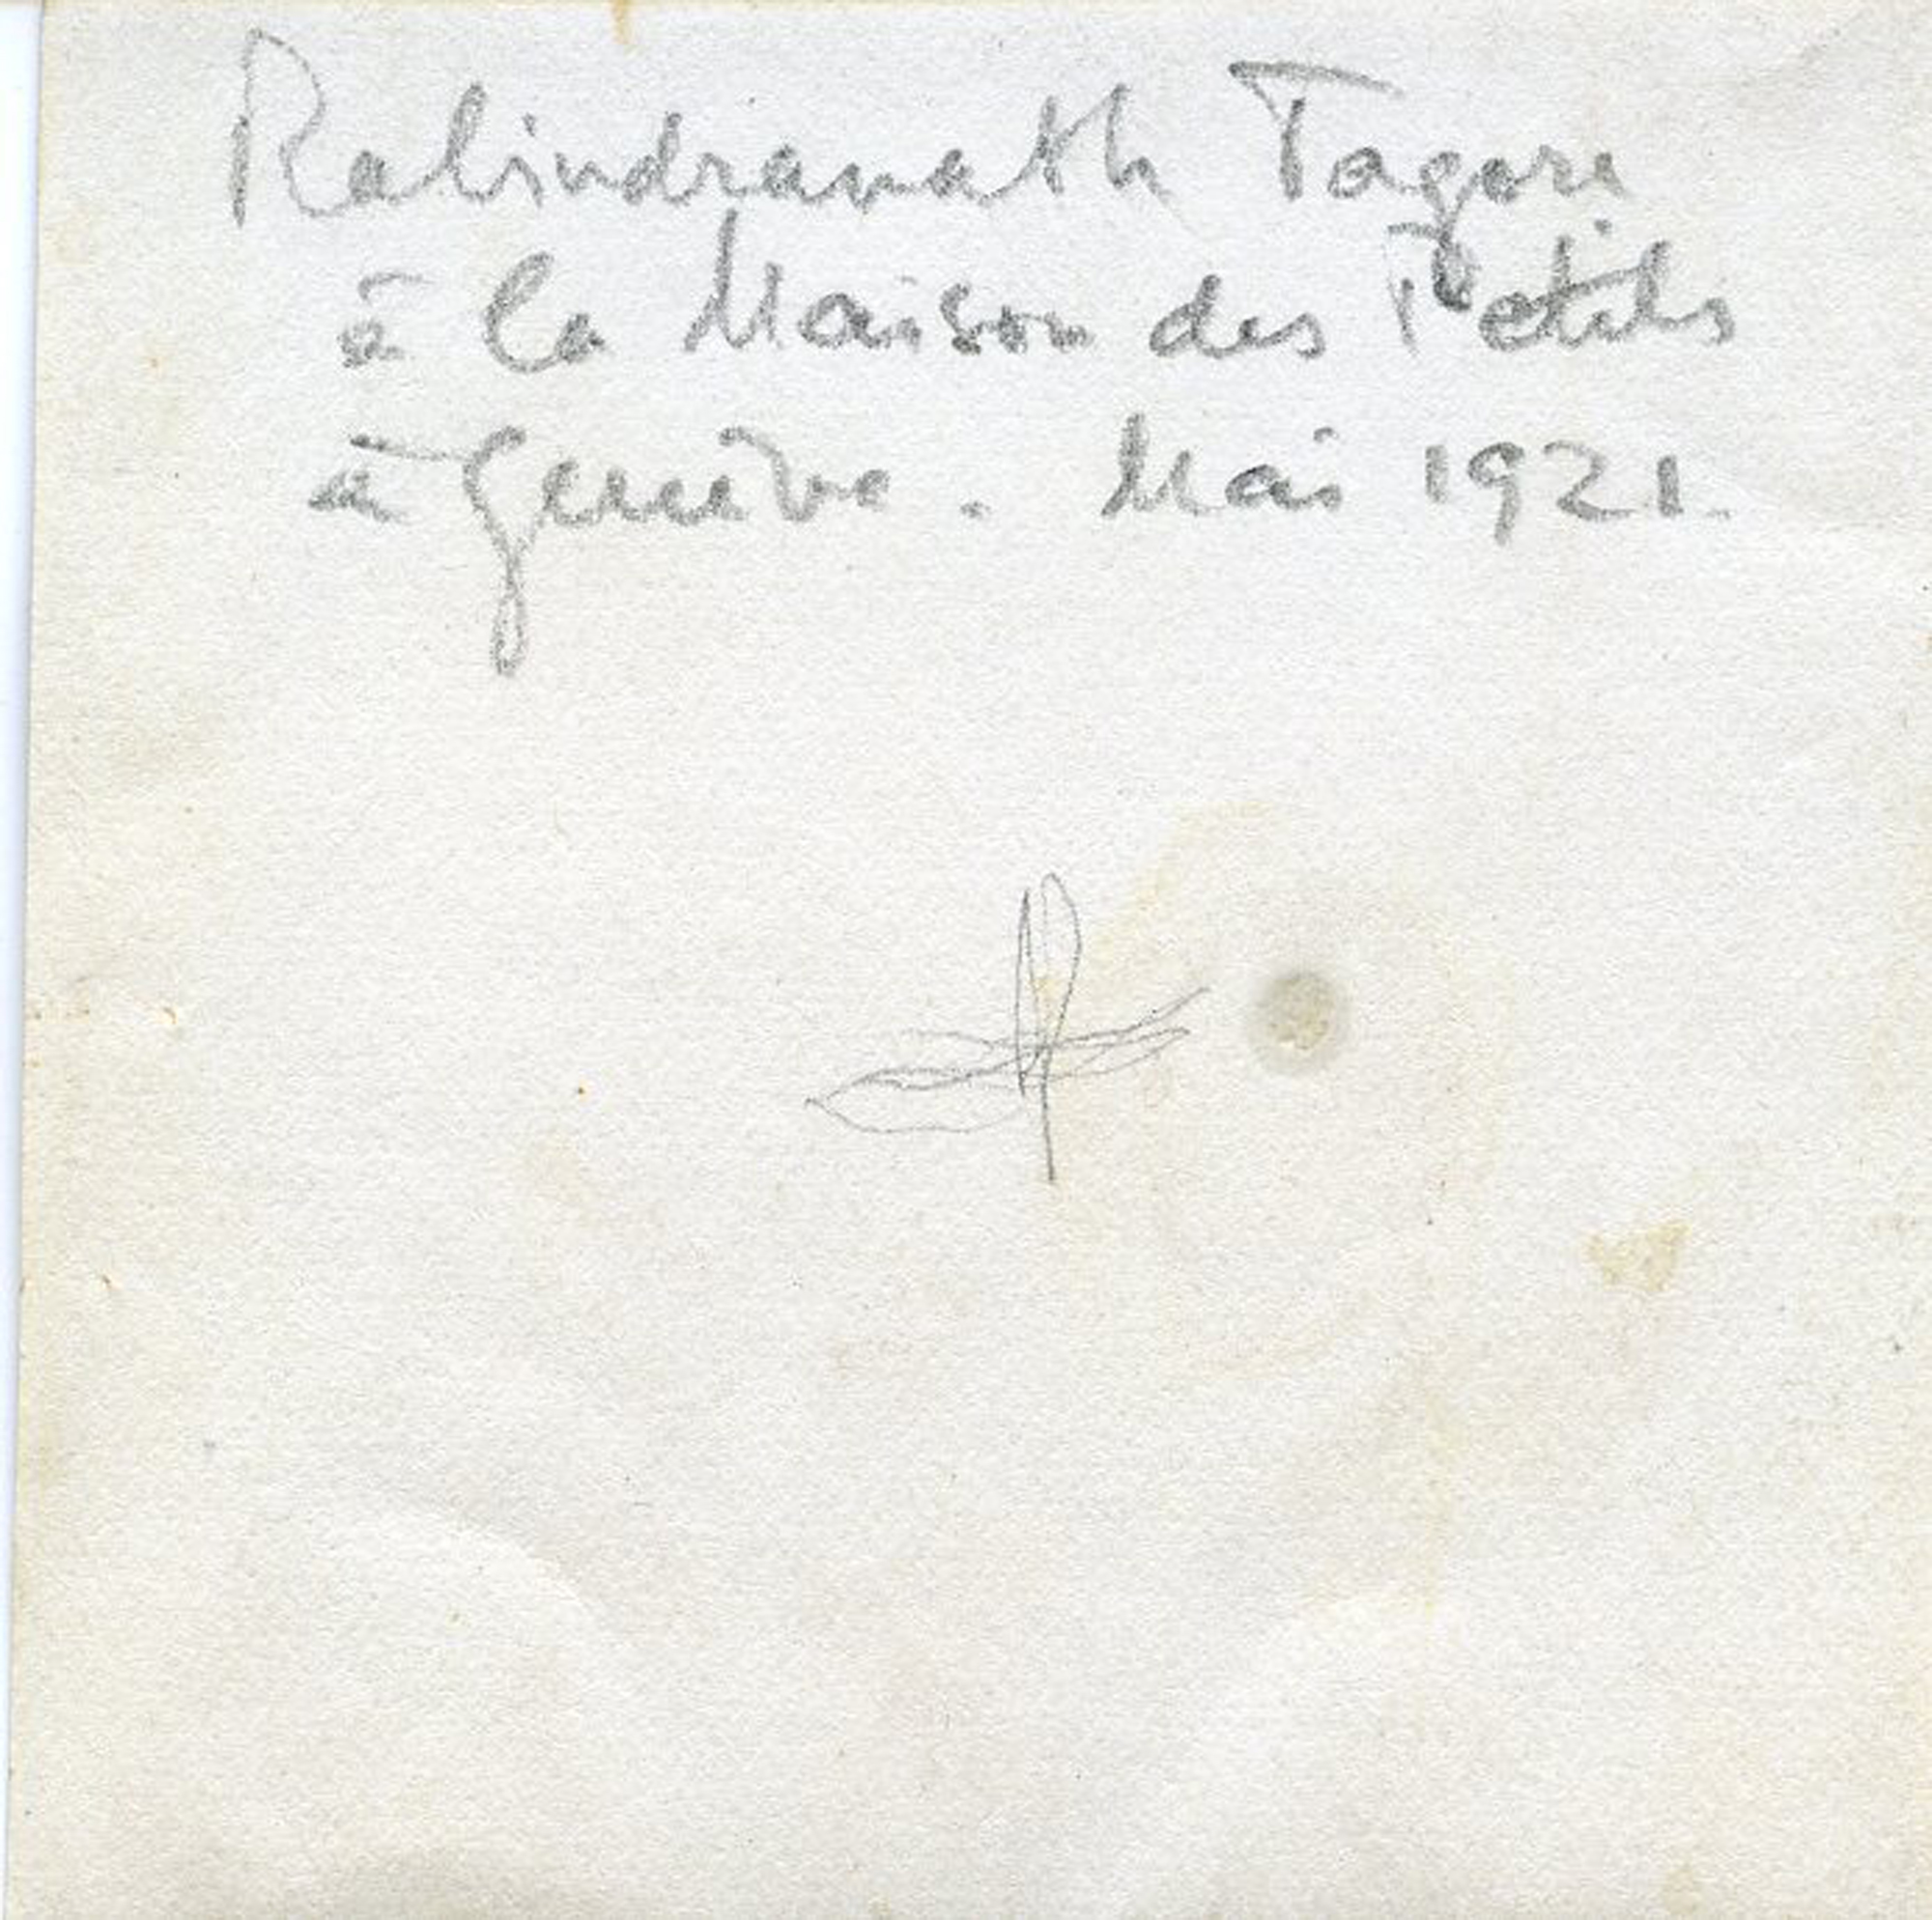 Rabindranath Tagore
à la Maison des Petits
à Genève. Mai 1921.